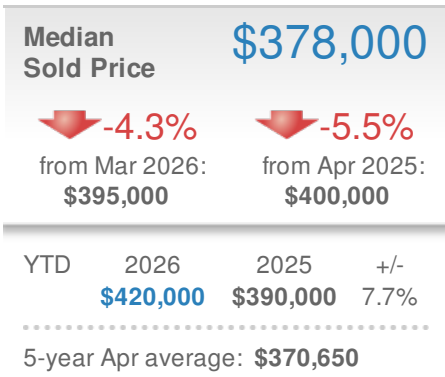 Median
Sold Price
$378,000
-4.3% -5.5%
from Mar 2026: from Apr 2025:
$395,000 $400,000
YTD 2026 2025 +/-
$420,000 $390,000 7.7%
5-year Apr average: $370,650